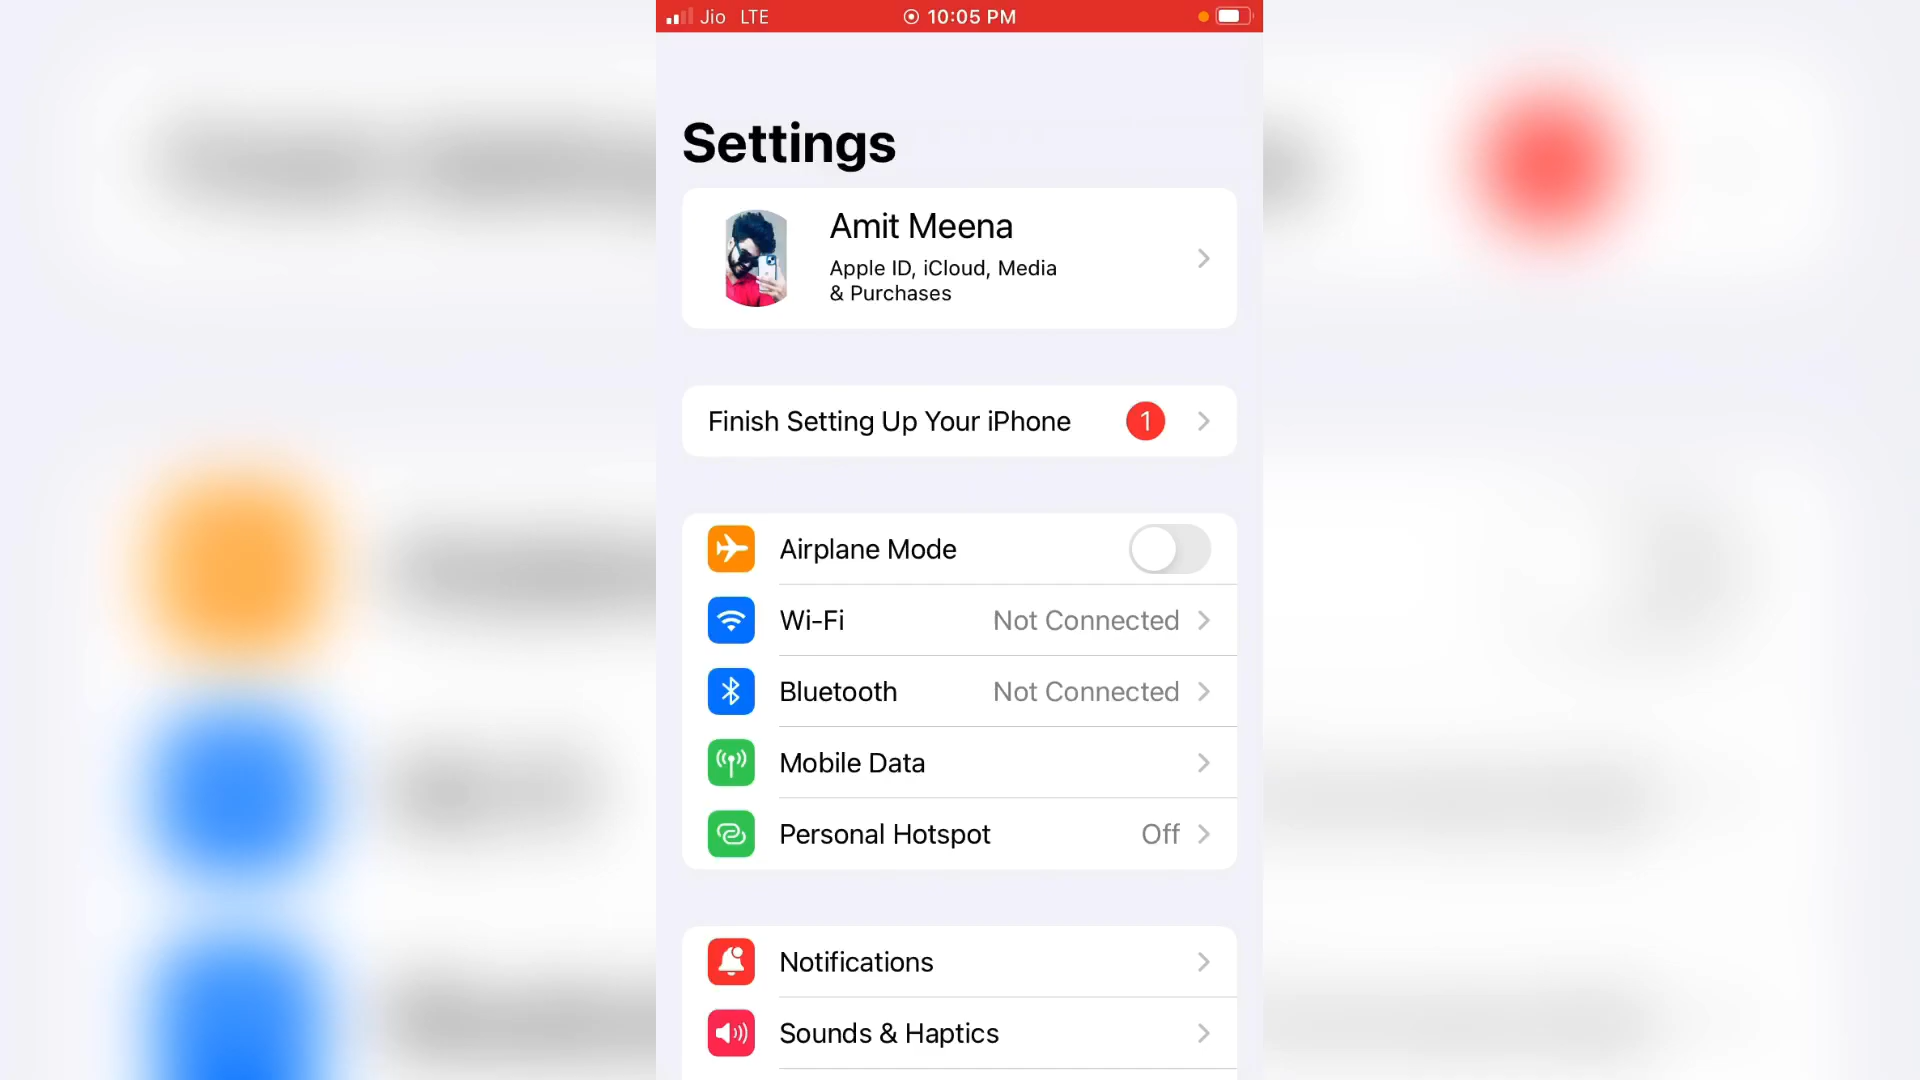 Jio LTE 10:05 PM
Settings
Amit Meena
Apple ID, iCloud, Media
& Purchases
Finish Setting Up Your iPhone 1
Airplane Mode
Wi-Fi Not Connected
Bluetooth Not Connected
Mobile Data
Personal Hotspot Off
Notifications
Sounds & Haptics